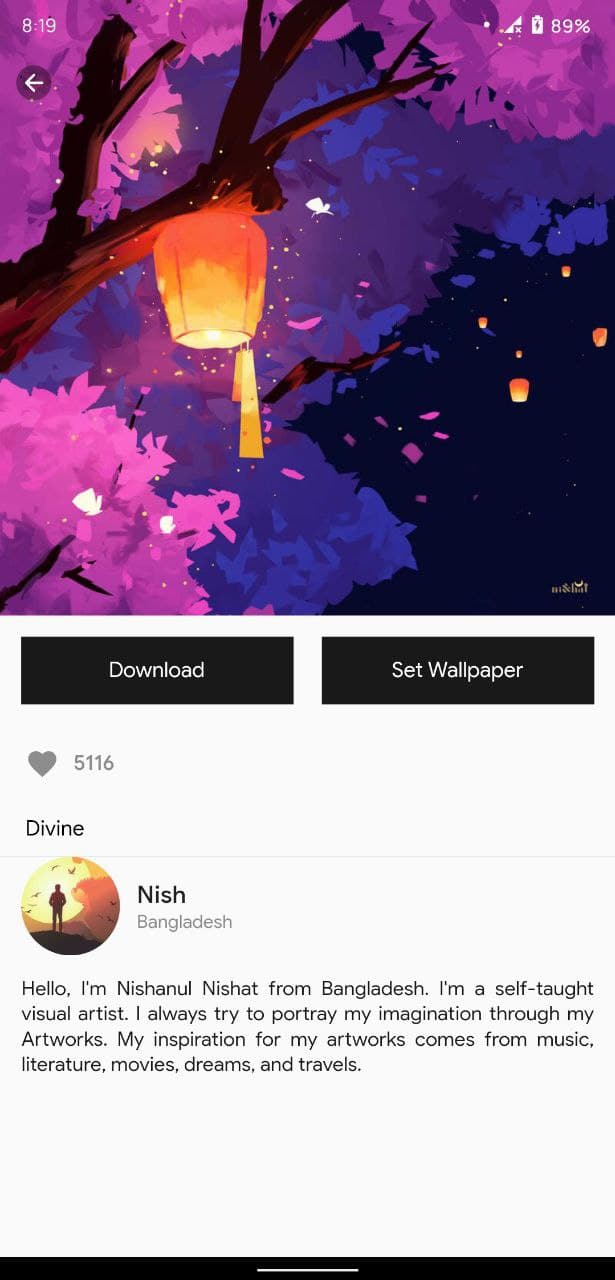 8:19
89%
nishat
Download
Set Wallpaper
5116
Divine
Nish
Bangladesh
Hello, I'm Nishanul Nishat from Bangladesh. I'm a self-taught
visual artist. I always try to portray my imagination through my
Artworks. My inspiration for my artworks comes from music,
literature, movies, dreams, and travels.